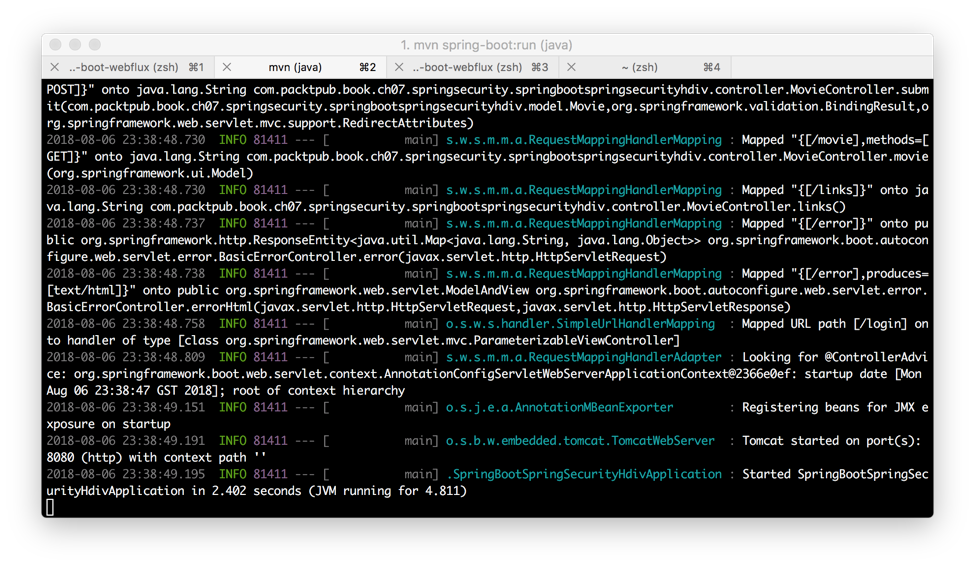 1. mvn spring-boot:run (java)
..-boot-webflux (zsh) ⌘1 mvn (java) ⌘2 ..-boot-webflux (zsh) ⌘3 ~ (zsh) ⌘4
POST]}" onto java.lang.String com.packtpub.book.ch07.springsecurity.springbootspringsecurityhdiv.controller.MovieController.subm
it(com.packtpub.book.ch07.springsecurity.springbootspringsecurityhdiv.model.Movie,org.springframework.validation.BindingResult,o
rg.springframework.web.servlet.mvc.support.RedirectAttributes)
2018-08-06 23:38:48.730  INFO 81411 --- [           main] s.w.s.m.m.a.RequestMappingHandlerMapping : Mapped "{[/movie],methods=[
GET]}" onto java.lang.String com.packtpub.book.ch07.springsecurity.springbootspringsecurityhdiv.controller.MovieController.movie
(org.springframework.ui.Model)
2018-08-06 23:38:48.730  INFO 81411 --- [           main] s.w.s.m.m.a.RequestMappingHandlerMapping : Mapped "{[/links]}" onto ja
va.lang.String com.packtpub.book.ch07.springsecurity.springbootspringsecurityhdiv.controller.MovieController.links()
2018-08-06 23:38:48.737  INFO 81411 --- [           main] s.w.s.m.m.a.RequestMappingHandlerMapping : Mapped "{[/error]}" onto pu
blic org.springframework.http.ResponseEntity<java.util.Map<java.lang.String, java.lang.Object>> org.springframework.boot.autocon
figure.web.servlet.error.BasicErrorController.error(javax.servlet.http.HttpServletRequest)
2018-08-06 23:38:48.738  INFO 81411 --- [           main] s.w.s.m.m.a.RequestMappingHandlerMapping : Mapped "{[/error],produces=
[text/html]}" onto public org.springframework.web.servlet.ModelAndView org.springframework.boot.autoconfigure.web.servlet.error.
BasicErrorController.errorHtml(javax.servlet.http.HttpServletRequest,javax.servlet.http.HttpServletResponse)
2018-08-06 23:38:48.758  INFO 81411 --- [           main] o.s.w.s.handler.SimpleUrlHandlerMapping  : Mapped URL path [/login] on
to handler of type [class org.springframework.web.servlet.mvc.ParameterizableViewController]
2018-08-06 23:38:48.809  INFO 81411 --- [           main] s.w.s.m.m.a.RequestMappingHandlerAdapter : Looking for @ControllerAdvi
ce: org.springframework.boot.web.servlet.context.AnnotationConfigServletWebServerApplicationContext@2366e0ef: startup date [Mon
Aug 06 23:38:47 GST 2018]; root of context hierarchy
2018-08-06 23:38:49.151  INFO 81411 --- [           main] o.s.j.e.a.AnnotationMBeanExporter        : Registering beans for JMX e
xposure on startup
2018-08-06 23:38:49.191  INFO 81411 --- [           main] o.s.b.w.embedded.tomcat.TomcatWebServer  : Tomcat started on port(s):
8080 (http) with context path ''
2018-08-06 23:38:49.195  INFO 81411 --- [           main] .SpringBootSpringSecurityHdivApplication : Started SpringBootSpringSec
urityHdivApplication in 2.402 seconds (JVM running for 4.811)